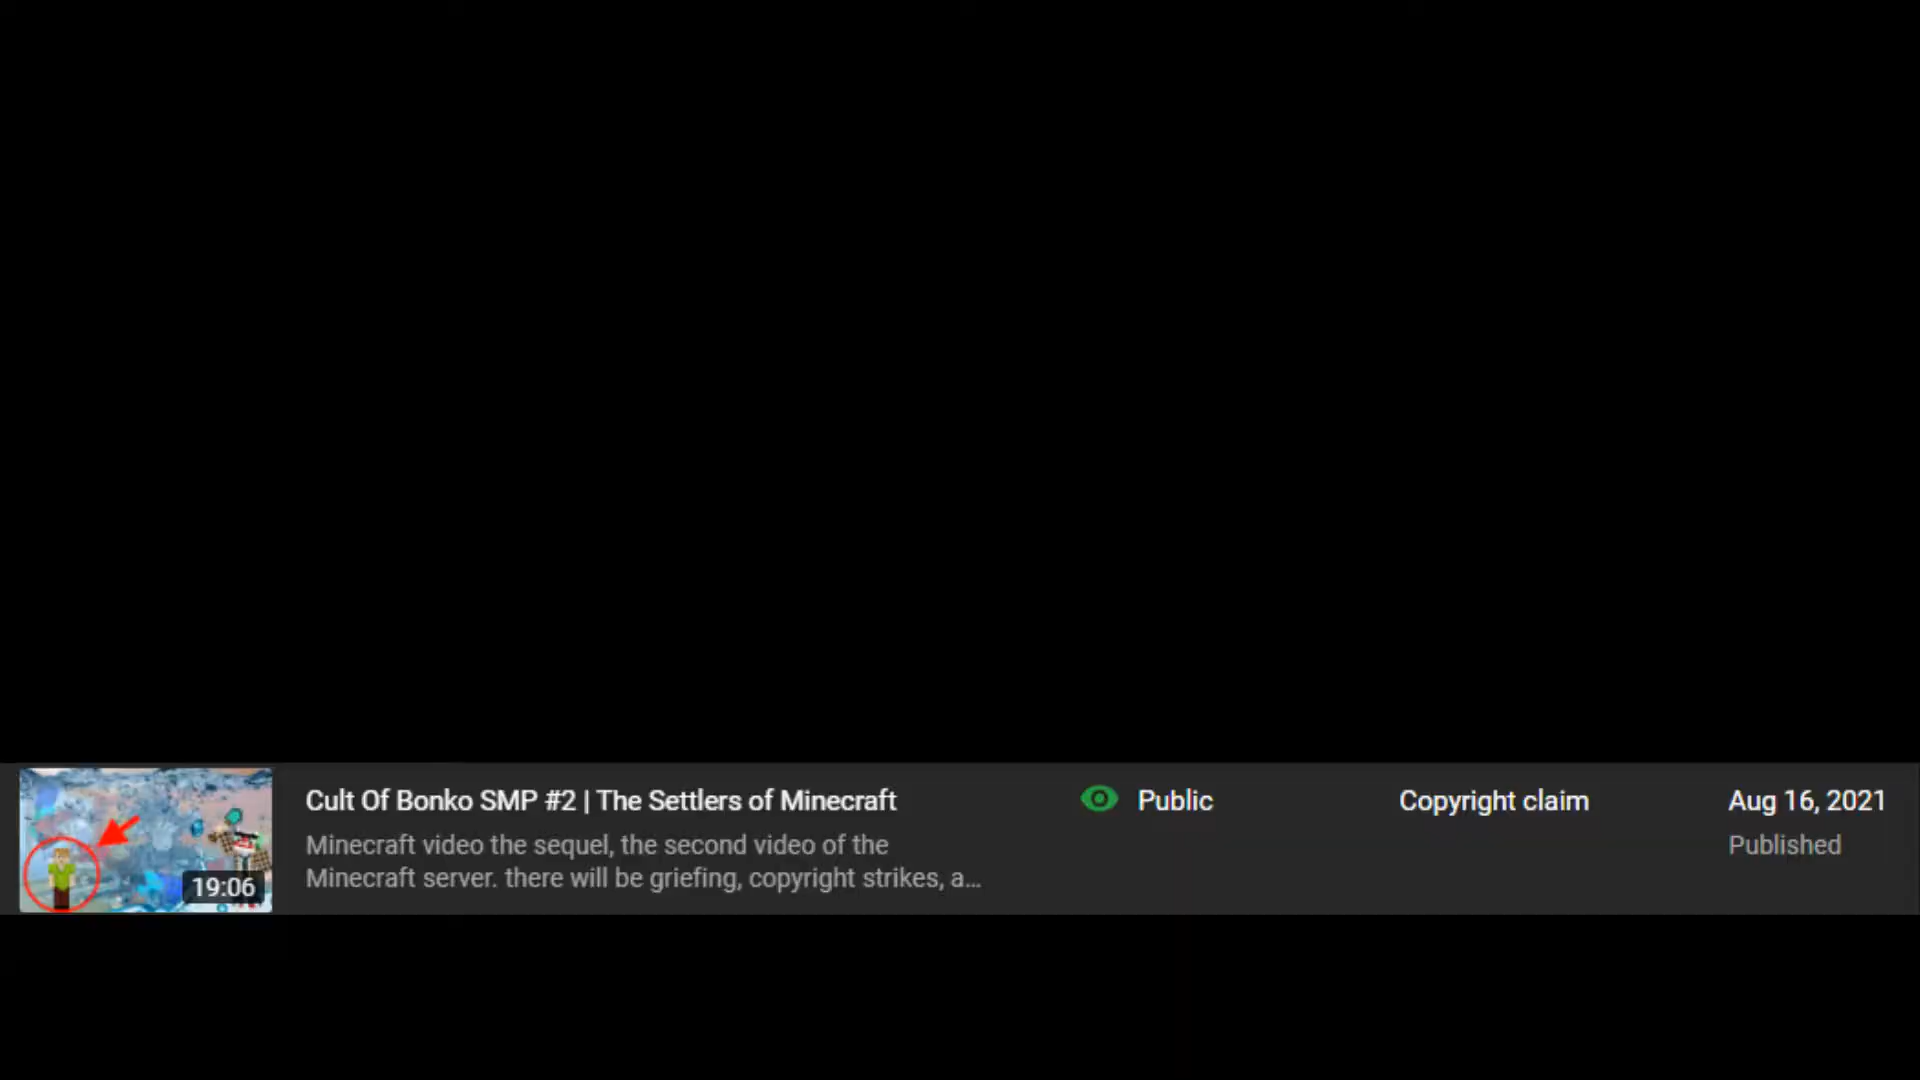 Cult Of Bonko SMP #2 | The Settlers of Minecraft
Minecraft video the sequel, the second video of the
Minecraft server. there will be griefing, copyright strikes, a...
19:06
Public
Copyright claim
Aug 16, 2021
Published